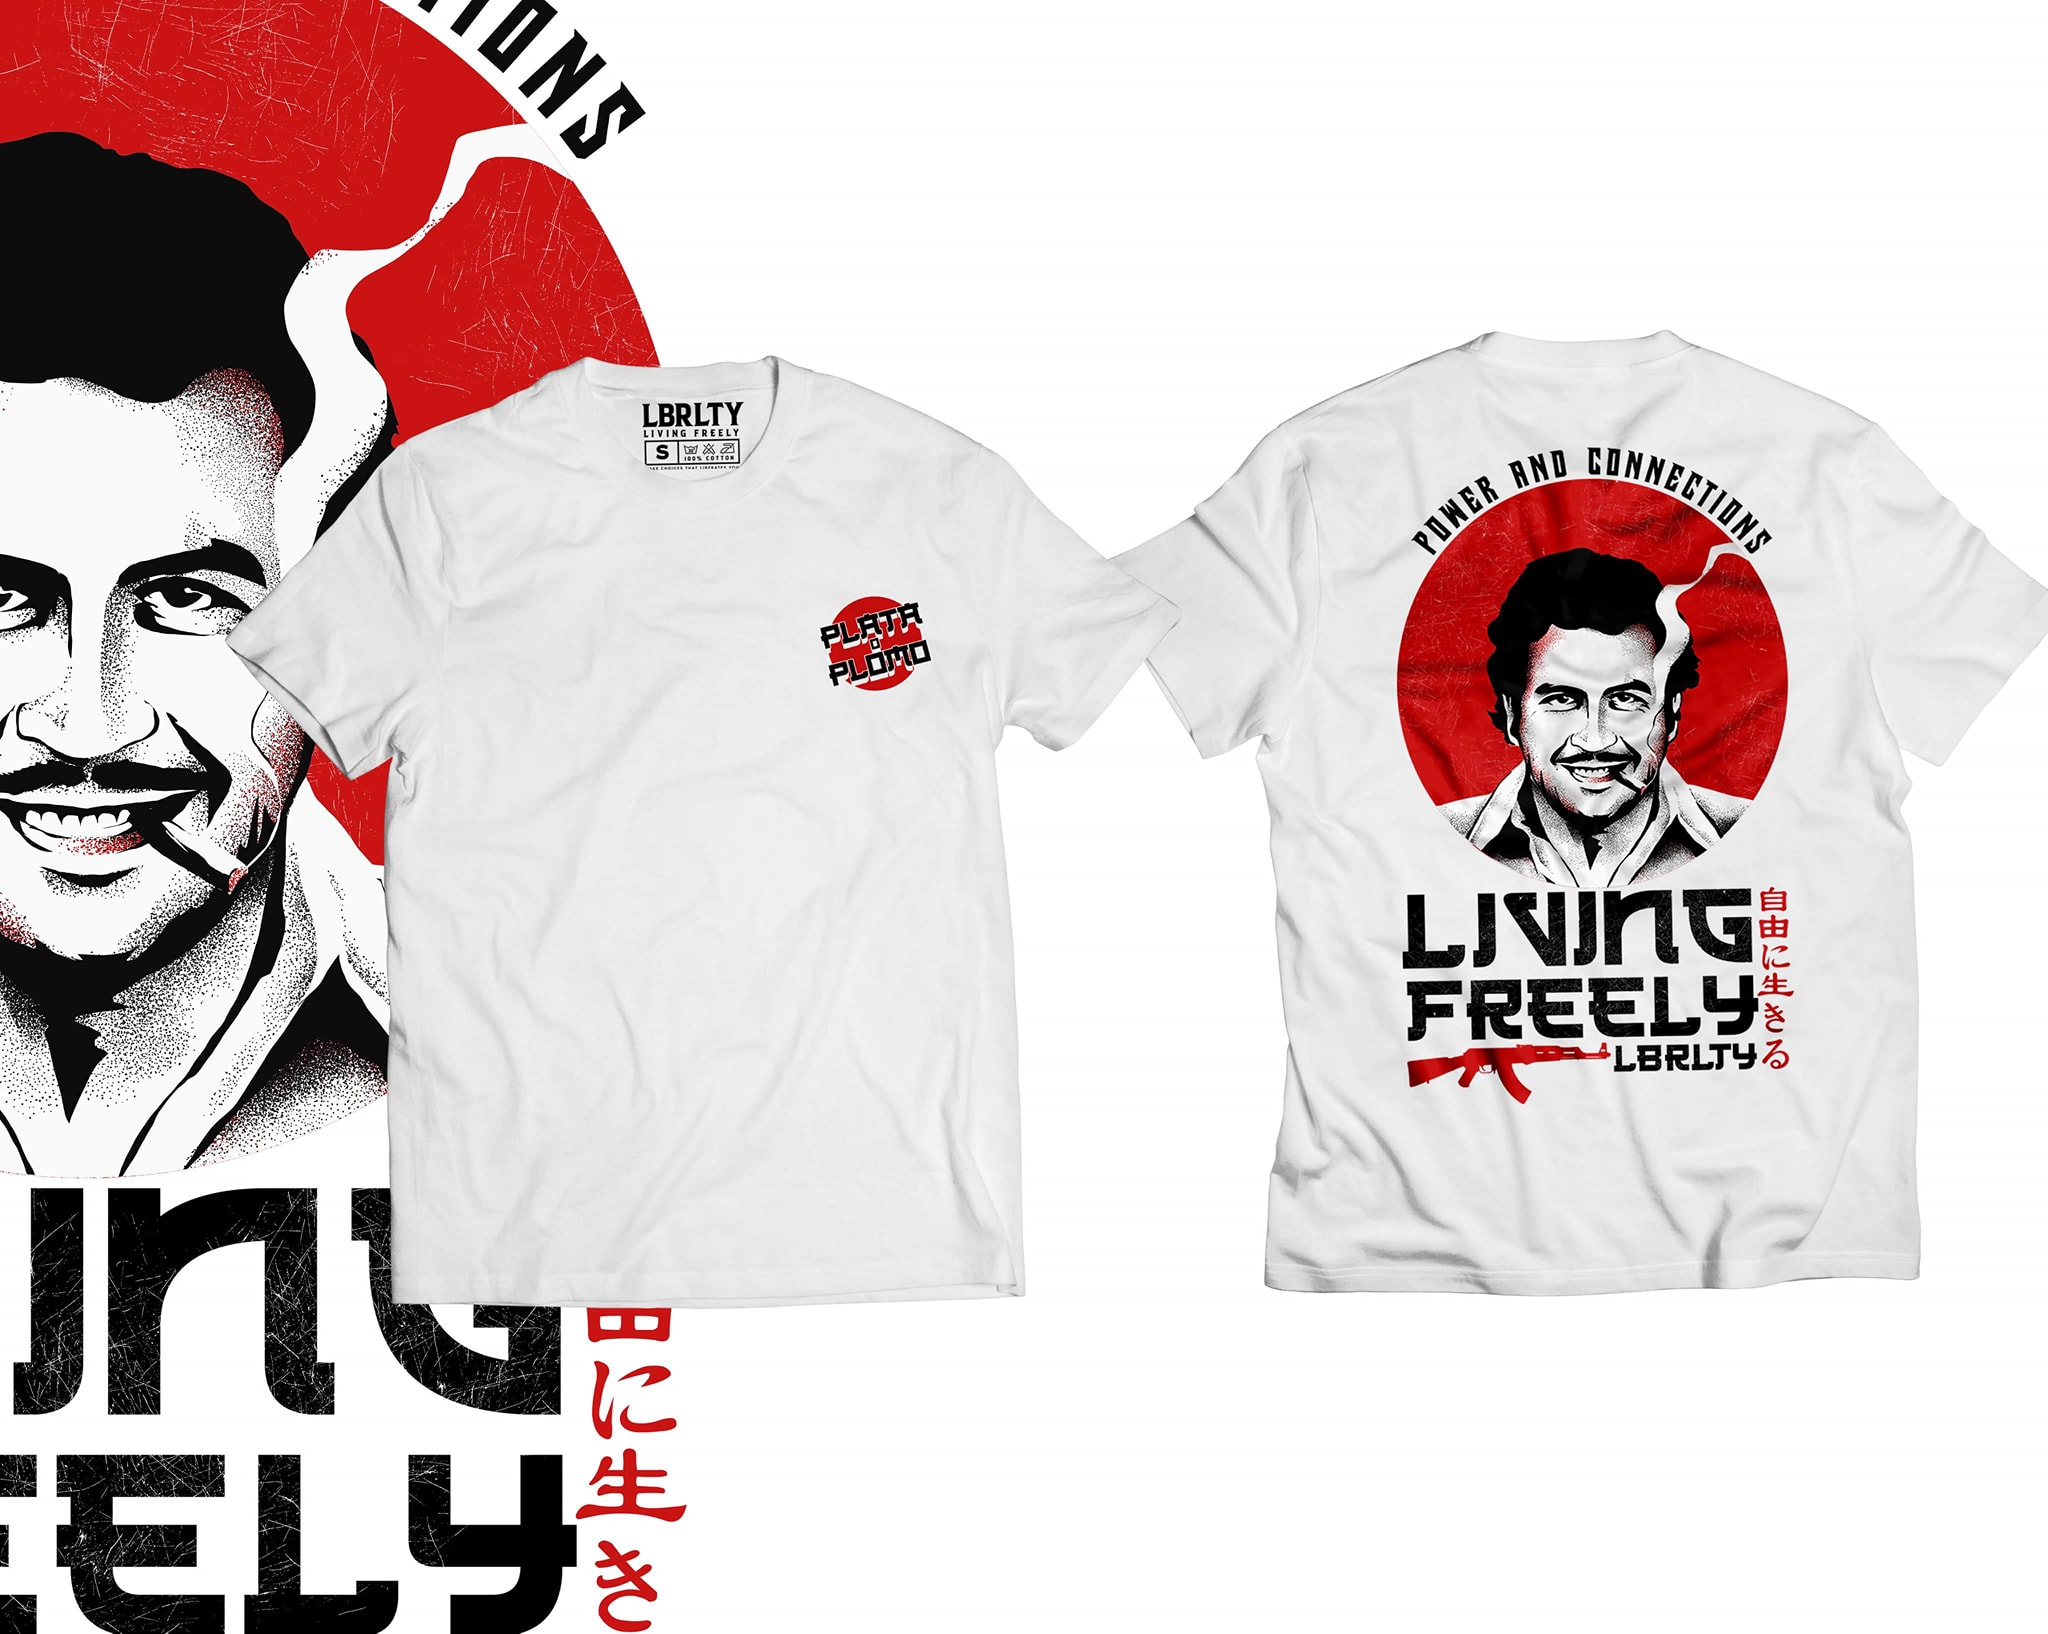 IONS
LBRLTY
LIVING FREELY
S
100% COTTON
PLATA
O
PLOMO
POWER AND CONNECTIONS
LIVING
FREELY
LBRLTY
自由に生きる
ING
EELY
由に生き